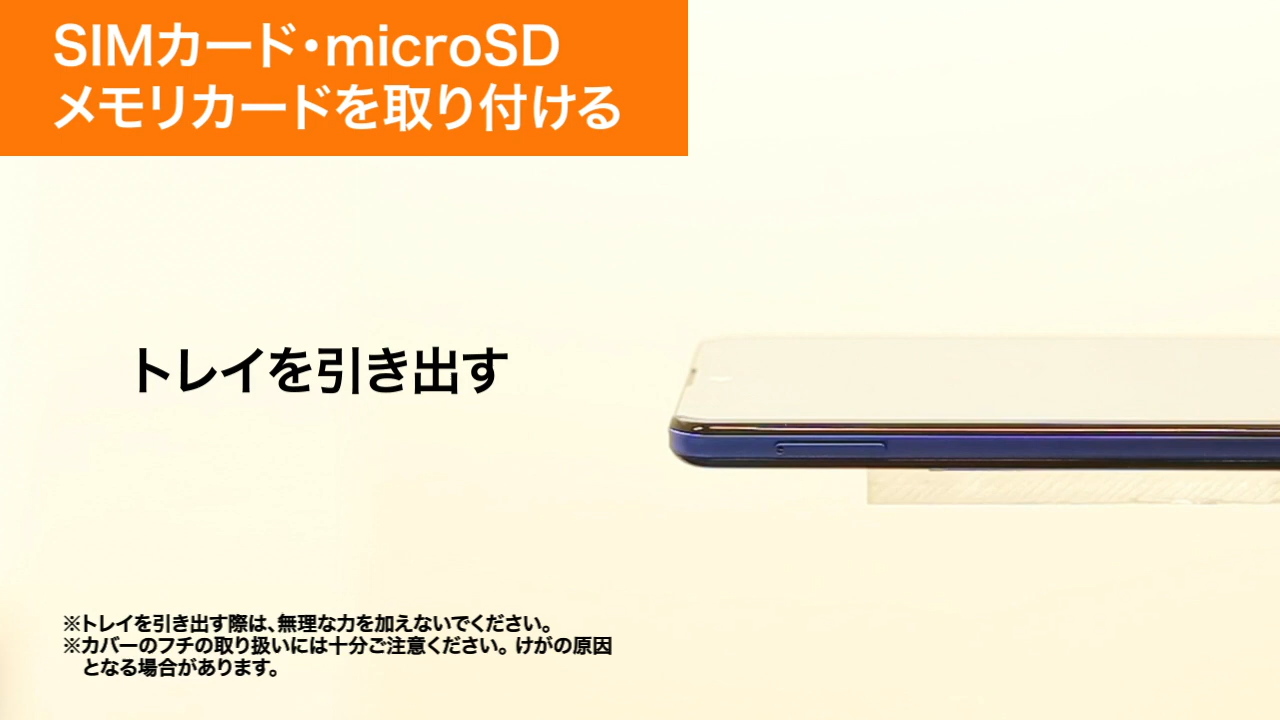 SIMカード・microSD
メモリカードを取り付ける
トレイを引き出す
※トレイを引き出す際は、無理な力を加えないでください。
※カバーのフチの取り扱いには十分ご注意ください。けがの原因
となる場合があります。